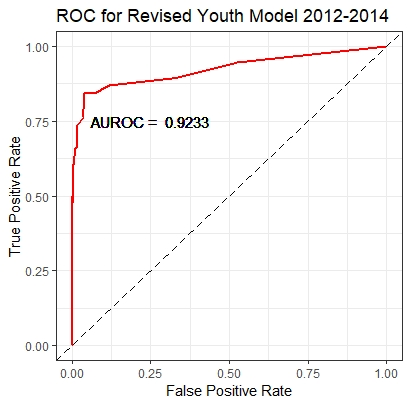 ROC for Revised Youth Model 2012-2014
1.00
0.75
AUROC = 0.9233
0.50
0.25
0.00
True Positive Rate
0.00 0.25 0.50 0.75 1.00
False Positive Rate